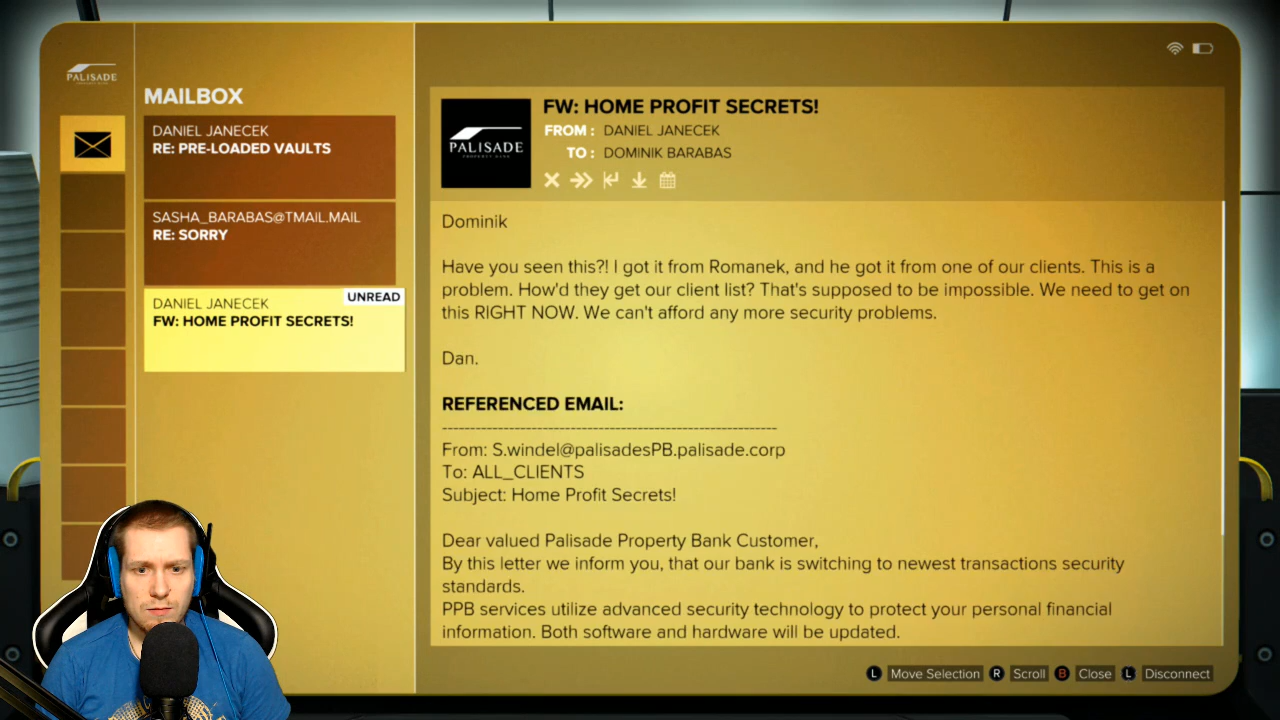 PALISADE
MAILBOX
DANIEL JANECEK
RE: PRE-LOADED VAULTS
SASHA_BARABAS@TMAIL.MAIL
RE: SORRY
UNREAD
DANIEL JANECEK
FW: HOME PROFIT SECRETS!
PALISADE
PROPERTY BANK
FW: HOME PROFIT SECRETS!
FROM : DANIEL JANECEK
TO : DOMINIK BARABAS
Dominik
Have you seen this?! I got it from Romanek, and he got it from one of our clients. This is a
problem. How'd they get our client list? That's supposed to be impossible. We need to get on
this RIGHT NOW. We can't afford any more security problems.
Dan.
REFERENCED EMAIL:
------------------------------------------------------------
From: S.windel@palisadesPB.palisade.corp
To: ALL_CLIENTS
Subject: Home Profit Secrets!
Dear valued Palisade Property Bank Customer,
By this letter we inform you, that our bank is switching to newest transactions security
standards.
PPB services utilize advanced security technology to protect your personal financial
information. Both software and hardware will be updated.
L Move Selection R Scroll B Close L Disconnect